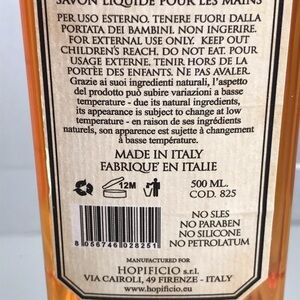 SAVON LIQUIDE POUR LES MAINS
PER USO ESTERNO. TENERE FUORI DALLA
PORTATA DEI BAMBINI. NON INGERIRE.
FOR EXTERNAL USE ONLY. KEEP OUT
CHILDREN'S REACH. DO NOT EAT. POUR
USAGE EXTERNE. TENIR HORS DE LA
PORTÈE DES ENFANTS. NE PAS AVALER.
Grazie ai suoi ingredienti naturali, l'aspetto
del prodotto può subire variazioni a basse
temperature - due its natural ingredients,
its appearance is subject to change at low
temperature - en raison de ses ingrédients
naturels, son apparence est sujette à changement
à basse température.
MADE IN ITALY
FABRIQUÉ EN ITALIE
12M
500 ML.
COD. 825
8 056746 028251
NO SLES
NO PARABEN
NO SILICONE
NO PETROLATUM
MANUFACTURED FOR
HOPIFICIO s.r.l.
VIA CAIROLI, 49 FIRENZE - ITALY
www.hopificio.eu